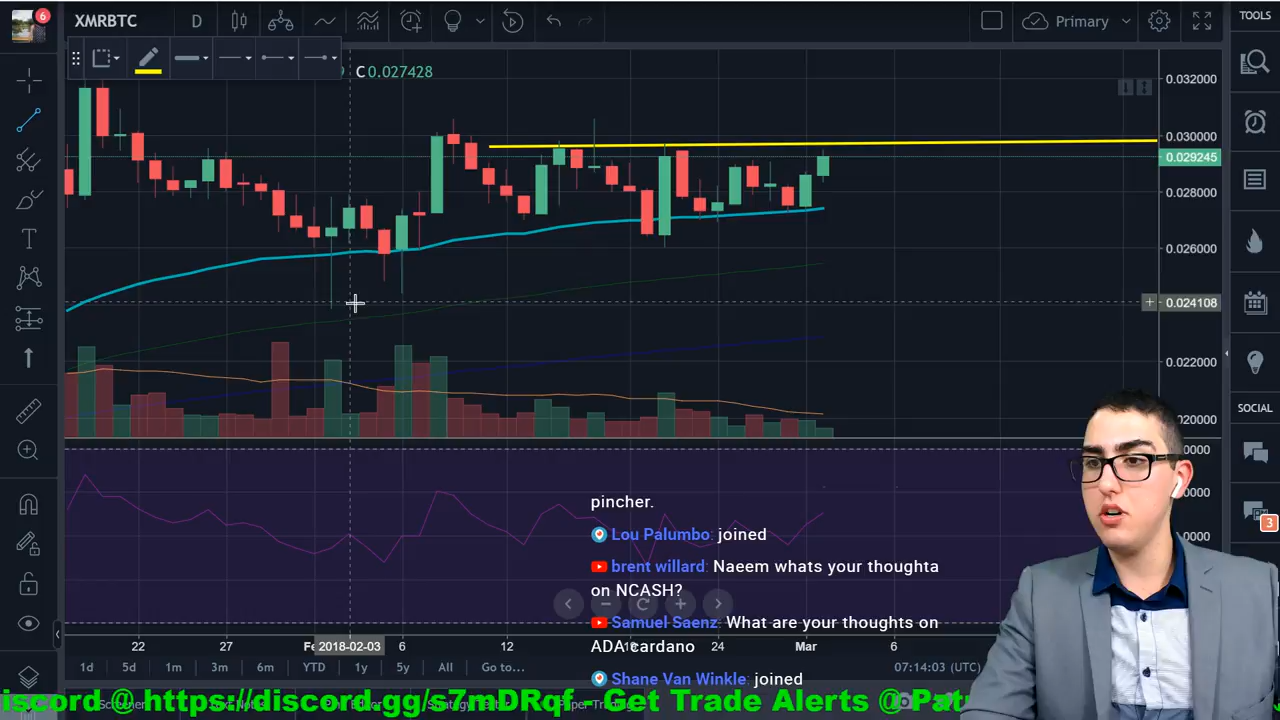 6
XMRBTC
D
Primary
TOOLS
C0.027428
0.032000
0.030000
0.029245
0.028000
0.026000
0.024108
0.022000
SOCIAL
pincher.
Lou Palumbo: joined
brent willard: Naeem whats your thoughta
on NCASH?
Samuel Saenz: What are your thoughts on
ADA cardano
Shane Van Winkle: joined
3
22
27
2018-02-03
6
12
24
Mar
6
1d
5d
1m
3m
6m
YTD
1y
5y
All
Go to...
07:14:03 (UTC)
iscord @ https://discord.gg/s7mDRqf - Get Trade Alerts @ Pat